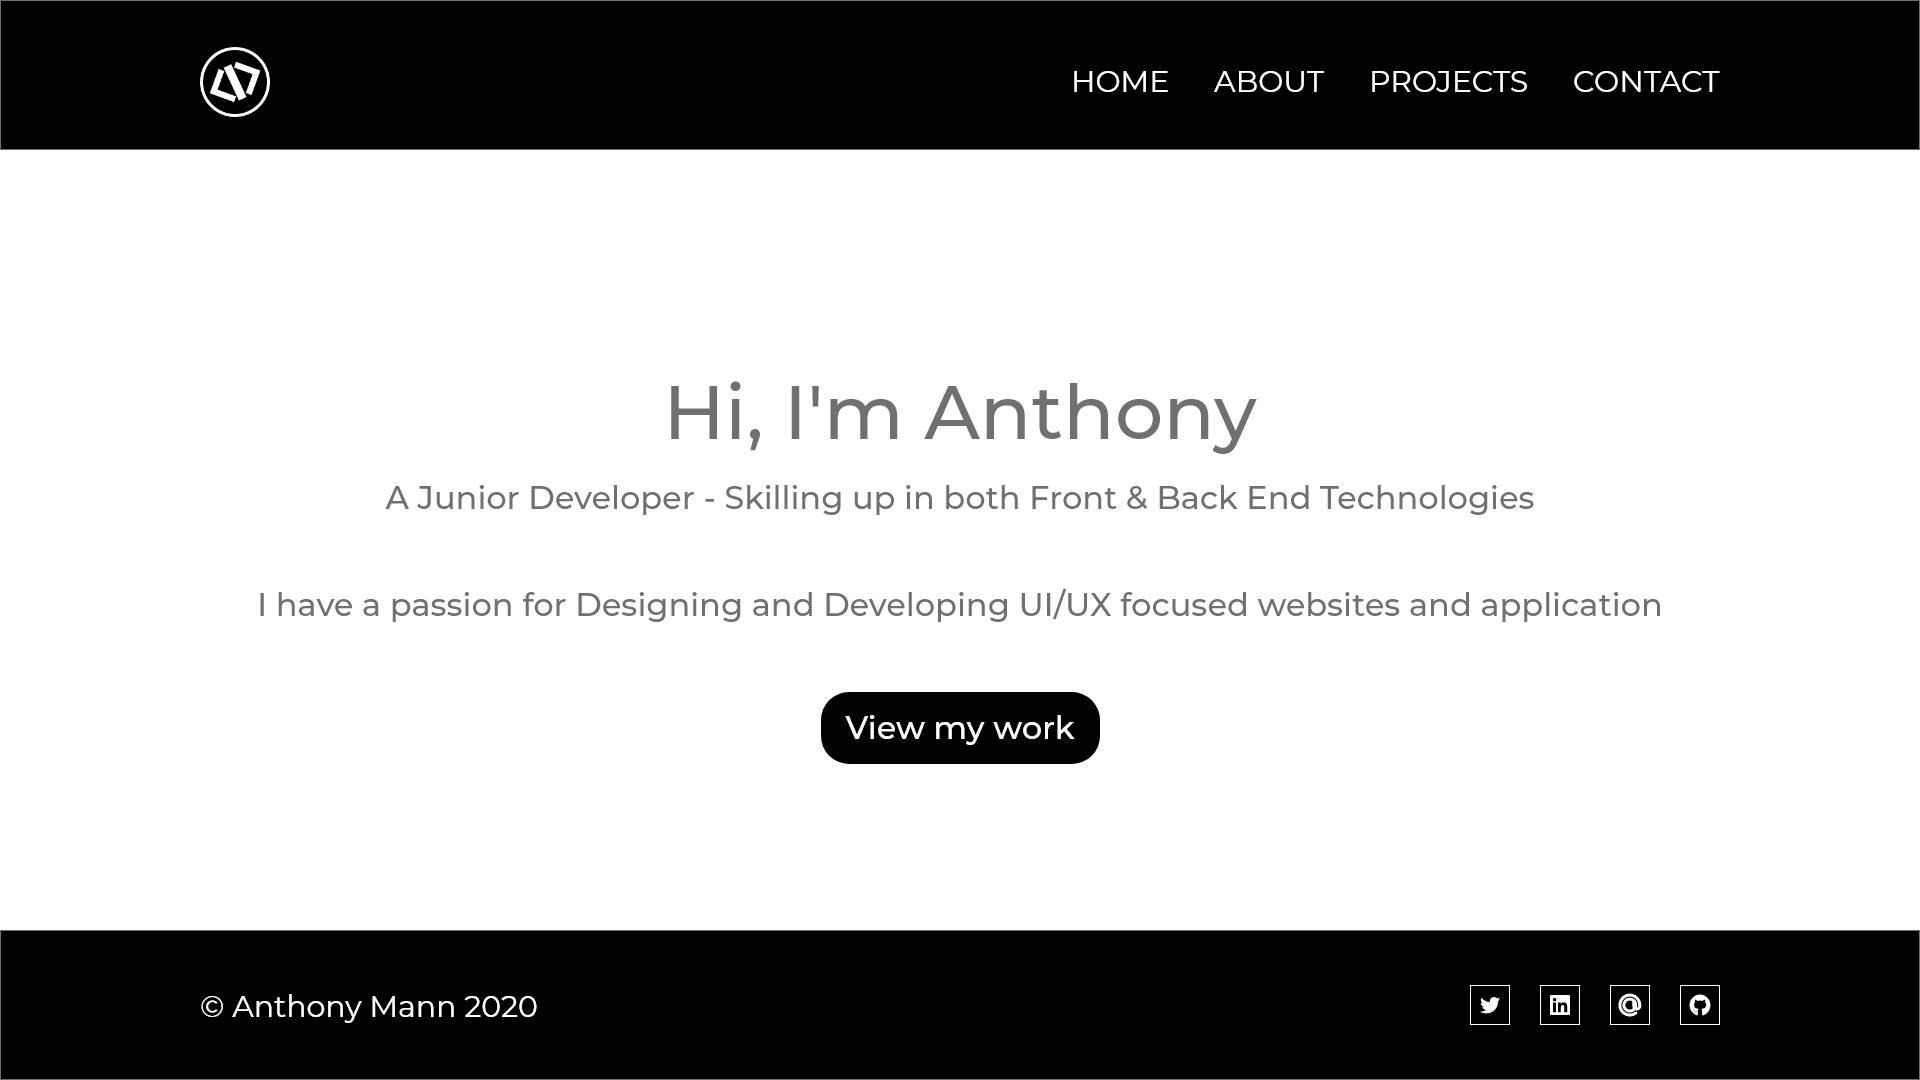 HOME ABOUT PROJECTS CONTACT
Hi, I'm Anthony
A Junior Developer - Skilling up in both Front & Back End Technologies
I have a passion for Designing and Developing UI/UX focused websites and application
View my work
© Anthony Mann 2020